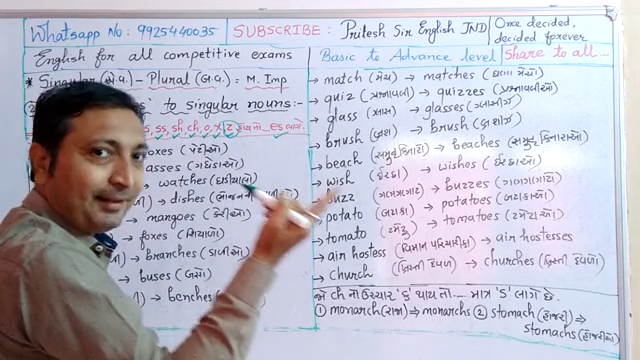 Whatsapp No: 9925440035 SUBSCRIBE: Pritesh Sir English JND Once decided, decided forever
English for all competitive exams Basic to Advance level Share to all...
* Singular (એ.વ.) - Plural (બ.વ.) = M. Imp
to singular nouns:-
s, ss, sh, ch, o, x, z es લાગે.
oxes (પેટીઓ)
asses (ગધેડાઓ)
→ watches (ઘડિયાળો)
→ dishes
→ mangoes (કેરીઓ)
→ foxes (શિયાળો)
→ branches (ડાળીઓ)
→ buses (બસો)
→ benches
→ match (મેચ) → matches (ઘણા મેચો)
→ quiz (પ્રશ્નાવલી) → quizzes (પ્રશ્નાવલીઓ)
→ glass (ગ્લાસ) → glasses (ગ્લાસીઝ)
→ brush (બ્રશ) → brush (બ્રશીઝ)
→ beach (સમુદ્ર કિનારો) → beaches (સમુદ્ર કિનારાઓ)
→ wish (ઈચ્છા) → wishes (ઈચ્છાઓ)
buzz (ગણગણાટ) → buzzes (ગણગણાટો)
potato (બટાકા) → potatoes (બટાકાઓ)
tomato (ટમેટુ) → tomatoes (ટમેટાઓ)
→ air hostess (વિમાન પરિચારિકા) → air hostesses
→ Church (ખ્રિસ્તી દેવળ) → churches (ખ્રિસ્તી દેવળો)
જો ch નો ઉચ્ચાર 'ક' થાય તો.... માત્ર 's' લાગે છે.
① monarch (રાજા) ⇒ monarchs ② stomach (હોજરી) ⇒
stomachs (હોજરીઓ)